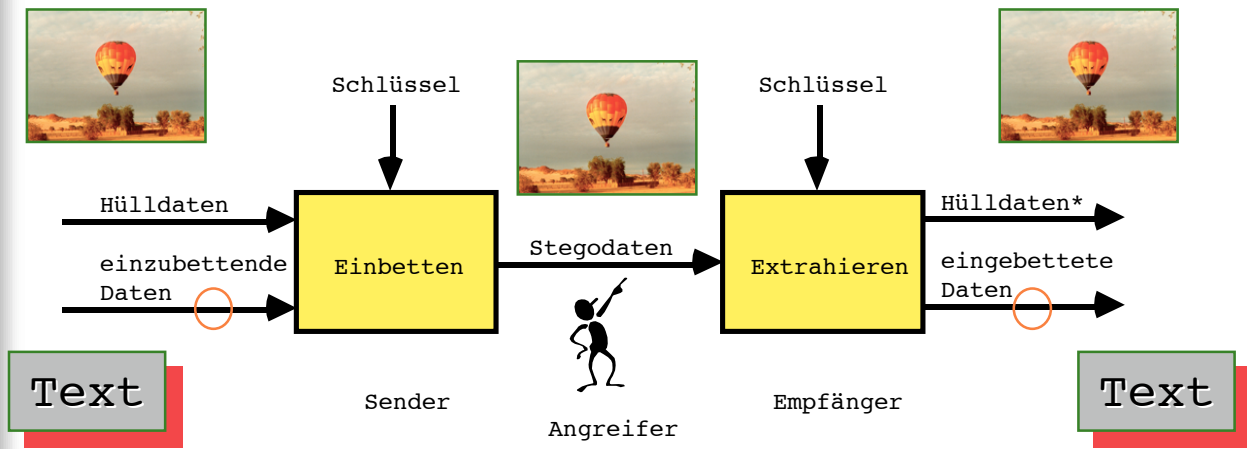 Schlüssel
Schlüssel
Hülldaten
Hülldaten*
einzubettende
Daten
Einbetten
Stegodaten
Extrahieren
eingebettete
Daten
Text
Sender
Angreifer
Empfänger
Text